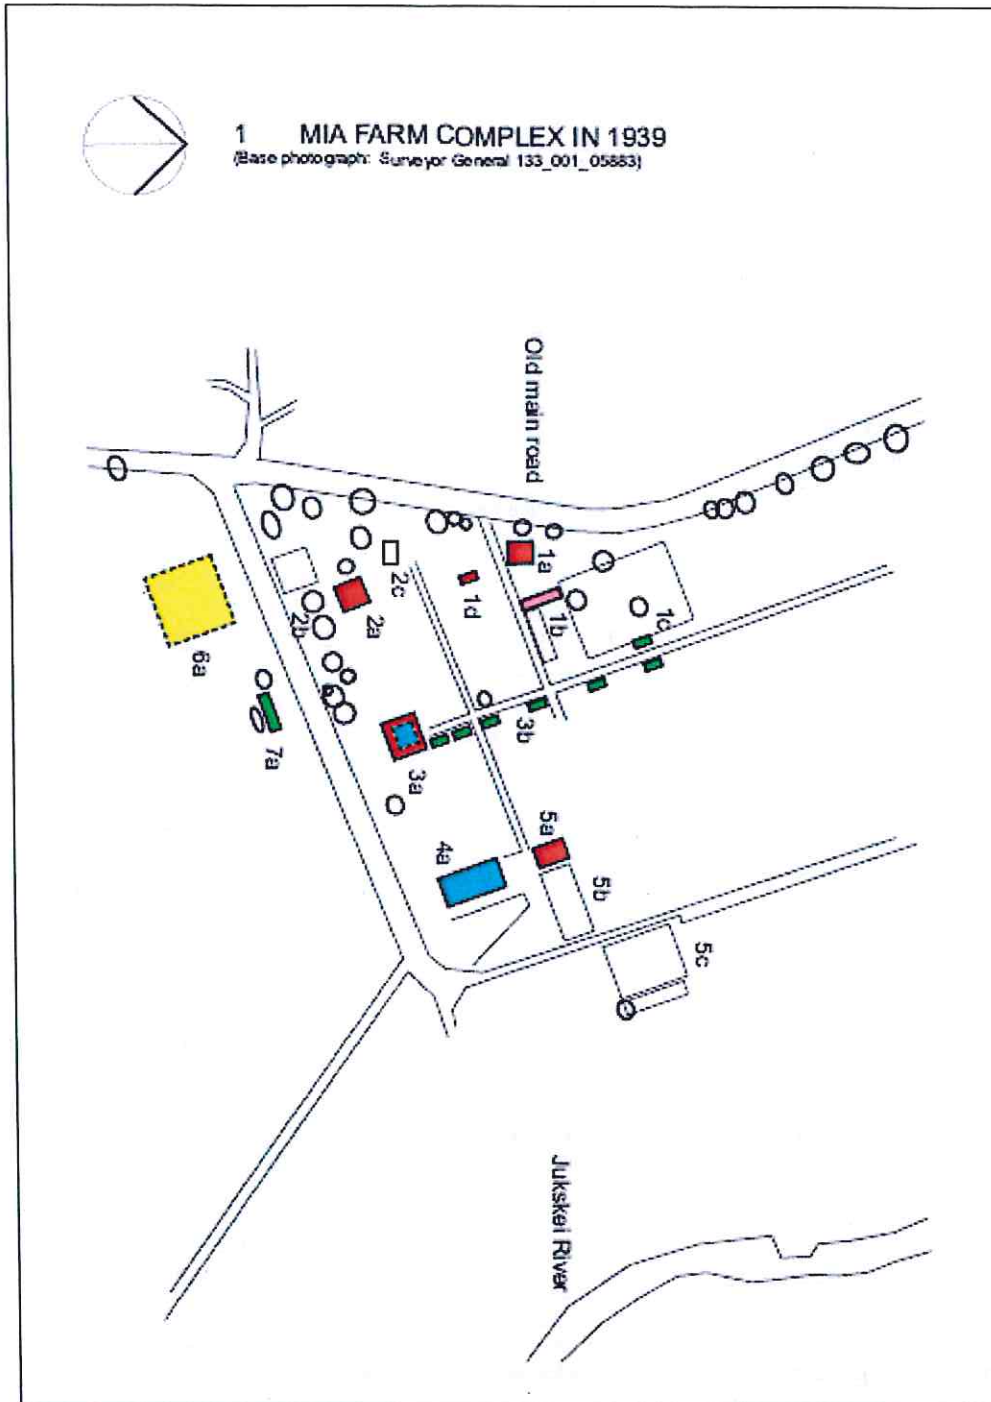 1 MIA FARM COMPLEX IN 1939
(Base photograph: Surveyor General 133_001_05883)
Old main road
1a
1b
1c
1d
2a
2b
2c
3a
3b
4a
5a
5b
5c
6a
7a
Jukskei River